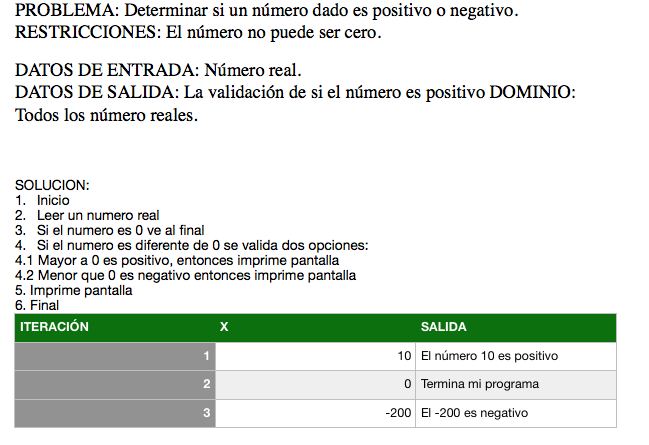 PROBLEMA: Determinar si un número dado es positivo o negativo.
RESTRICCIONES: El número no puede ser cero.
DATOS DE ENTRADA: Número real.
DATOS DE SALIDA: La validación de si el número es positivo DOMINIO:
Todos los número reales.
SOLUCION:
1. Inicio
2. Leer un numero real
3. Si el numero es 0 ve al final
4. Si el numero es diferente de 0 se valida dos opciones:
4.1 Mayor a 0 es positivo, entonces imprime pantalla
4.2 Menor que 0 es negativo entonces imprime pantalla
5. Imprime pantalla
6. Final
ITERACIÓN X SALIDA
1 10 El número 10 es positivo
2 0 Termina mi programa
3 -200 El -200 es negativo